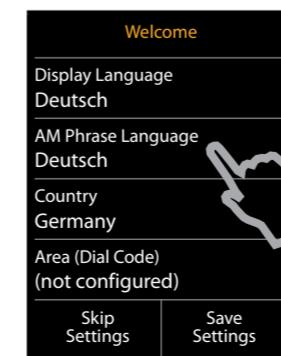 Welcome
Display Language
Deutsch
AM Phrase Language
Deutsch
Country
Germany
Area (Dial Code)
(not configured)
Skip Settings
Save Settings